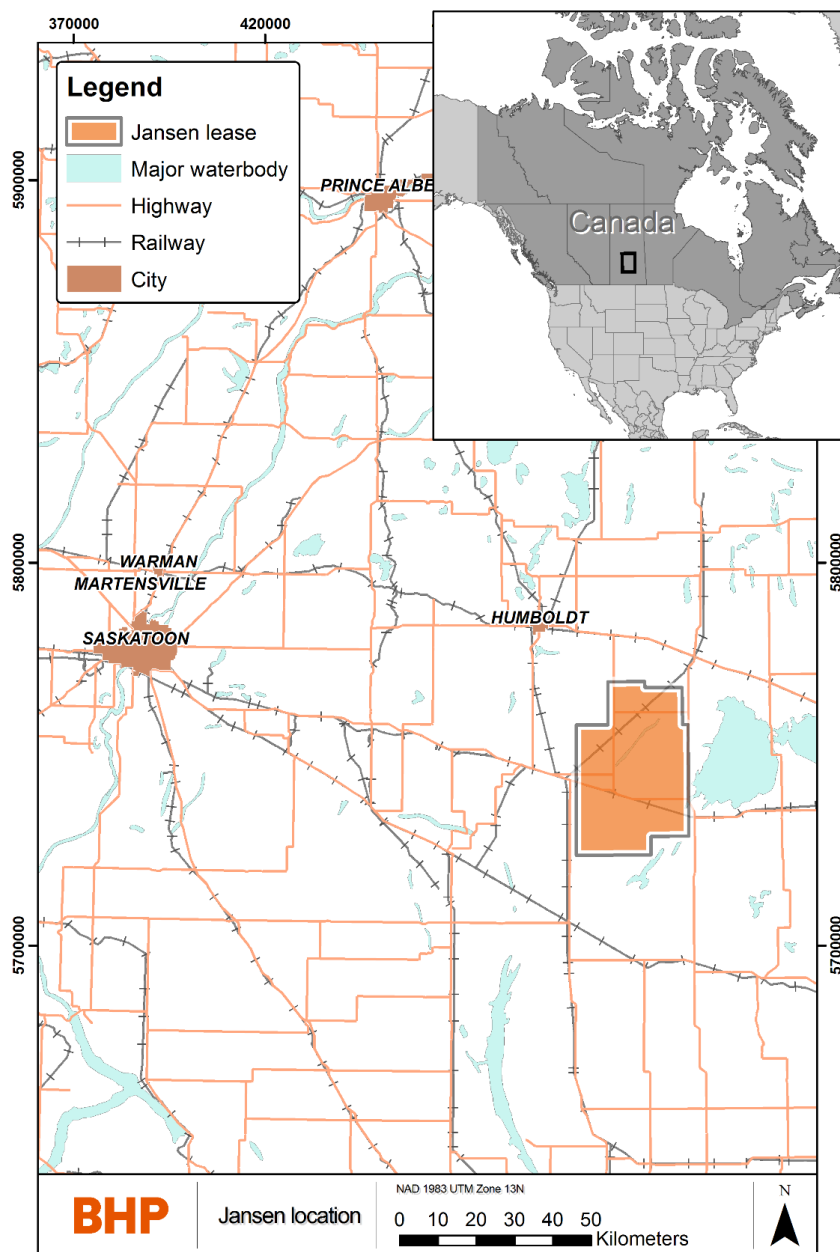 370000 420000
Legend
Jansen lease
Major waterbody
Highway
Railway
City
Canada
5900000
PRINCE ALBE
5800000
5800000
WARMAN
MARTENSVILLE
HUMBOLDT
SASKATOON
5700000
5700000
BHP
Jansen location
NAD 1983 UTM Zone 13N
0 10 20 30 40 50
Kilometers
N